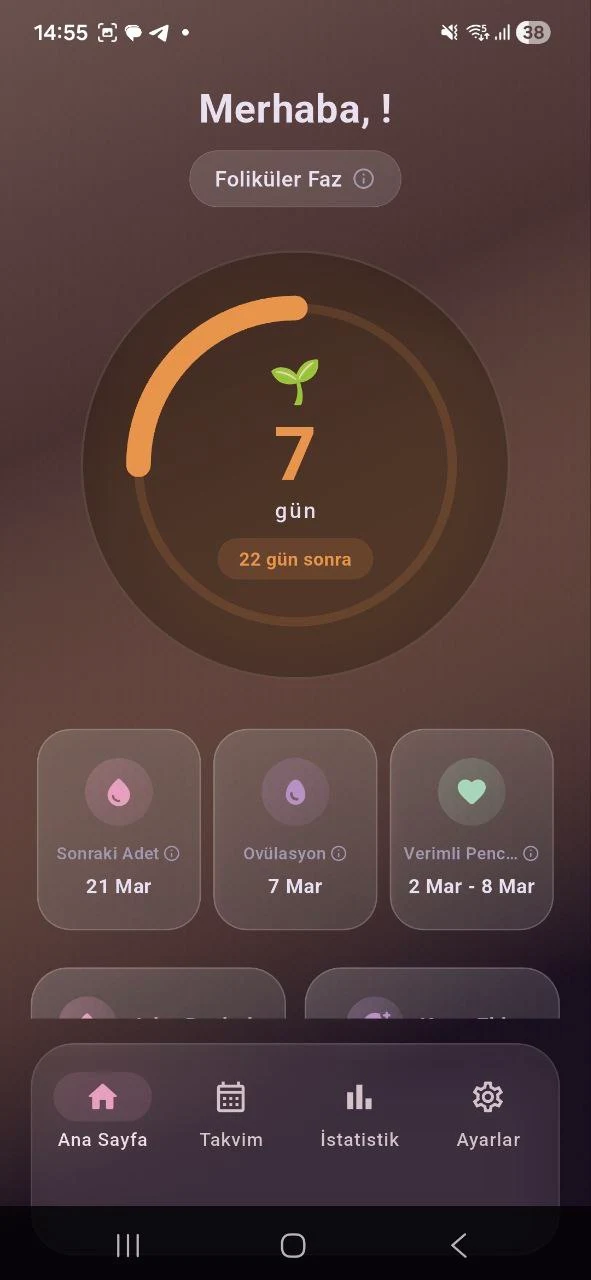 14:55
38
Merhaba, !
Foliküler Faz
7
gün
22 gün sonra
Sonraki Adet
21 Mar
Ovülasyon
7 Mar
Verimli Penc...
2 Mar - 8 Mar
Ana Sayfa
Takvim
İstatistik
Ayarlar